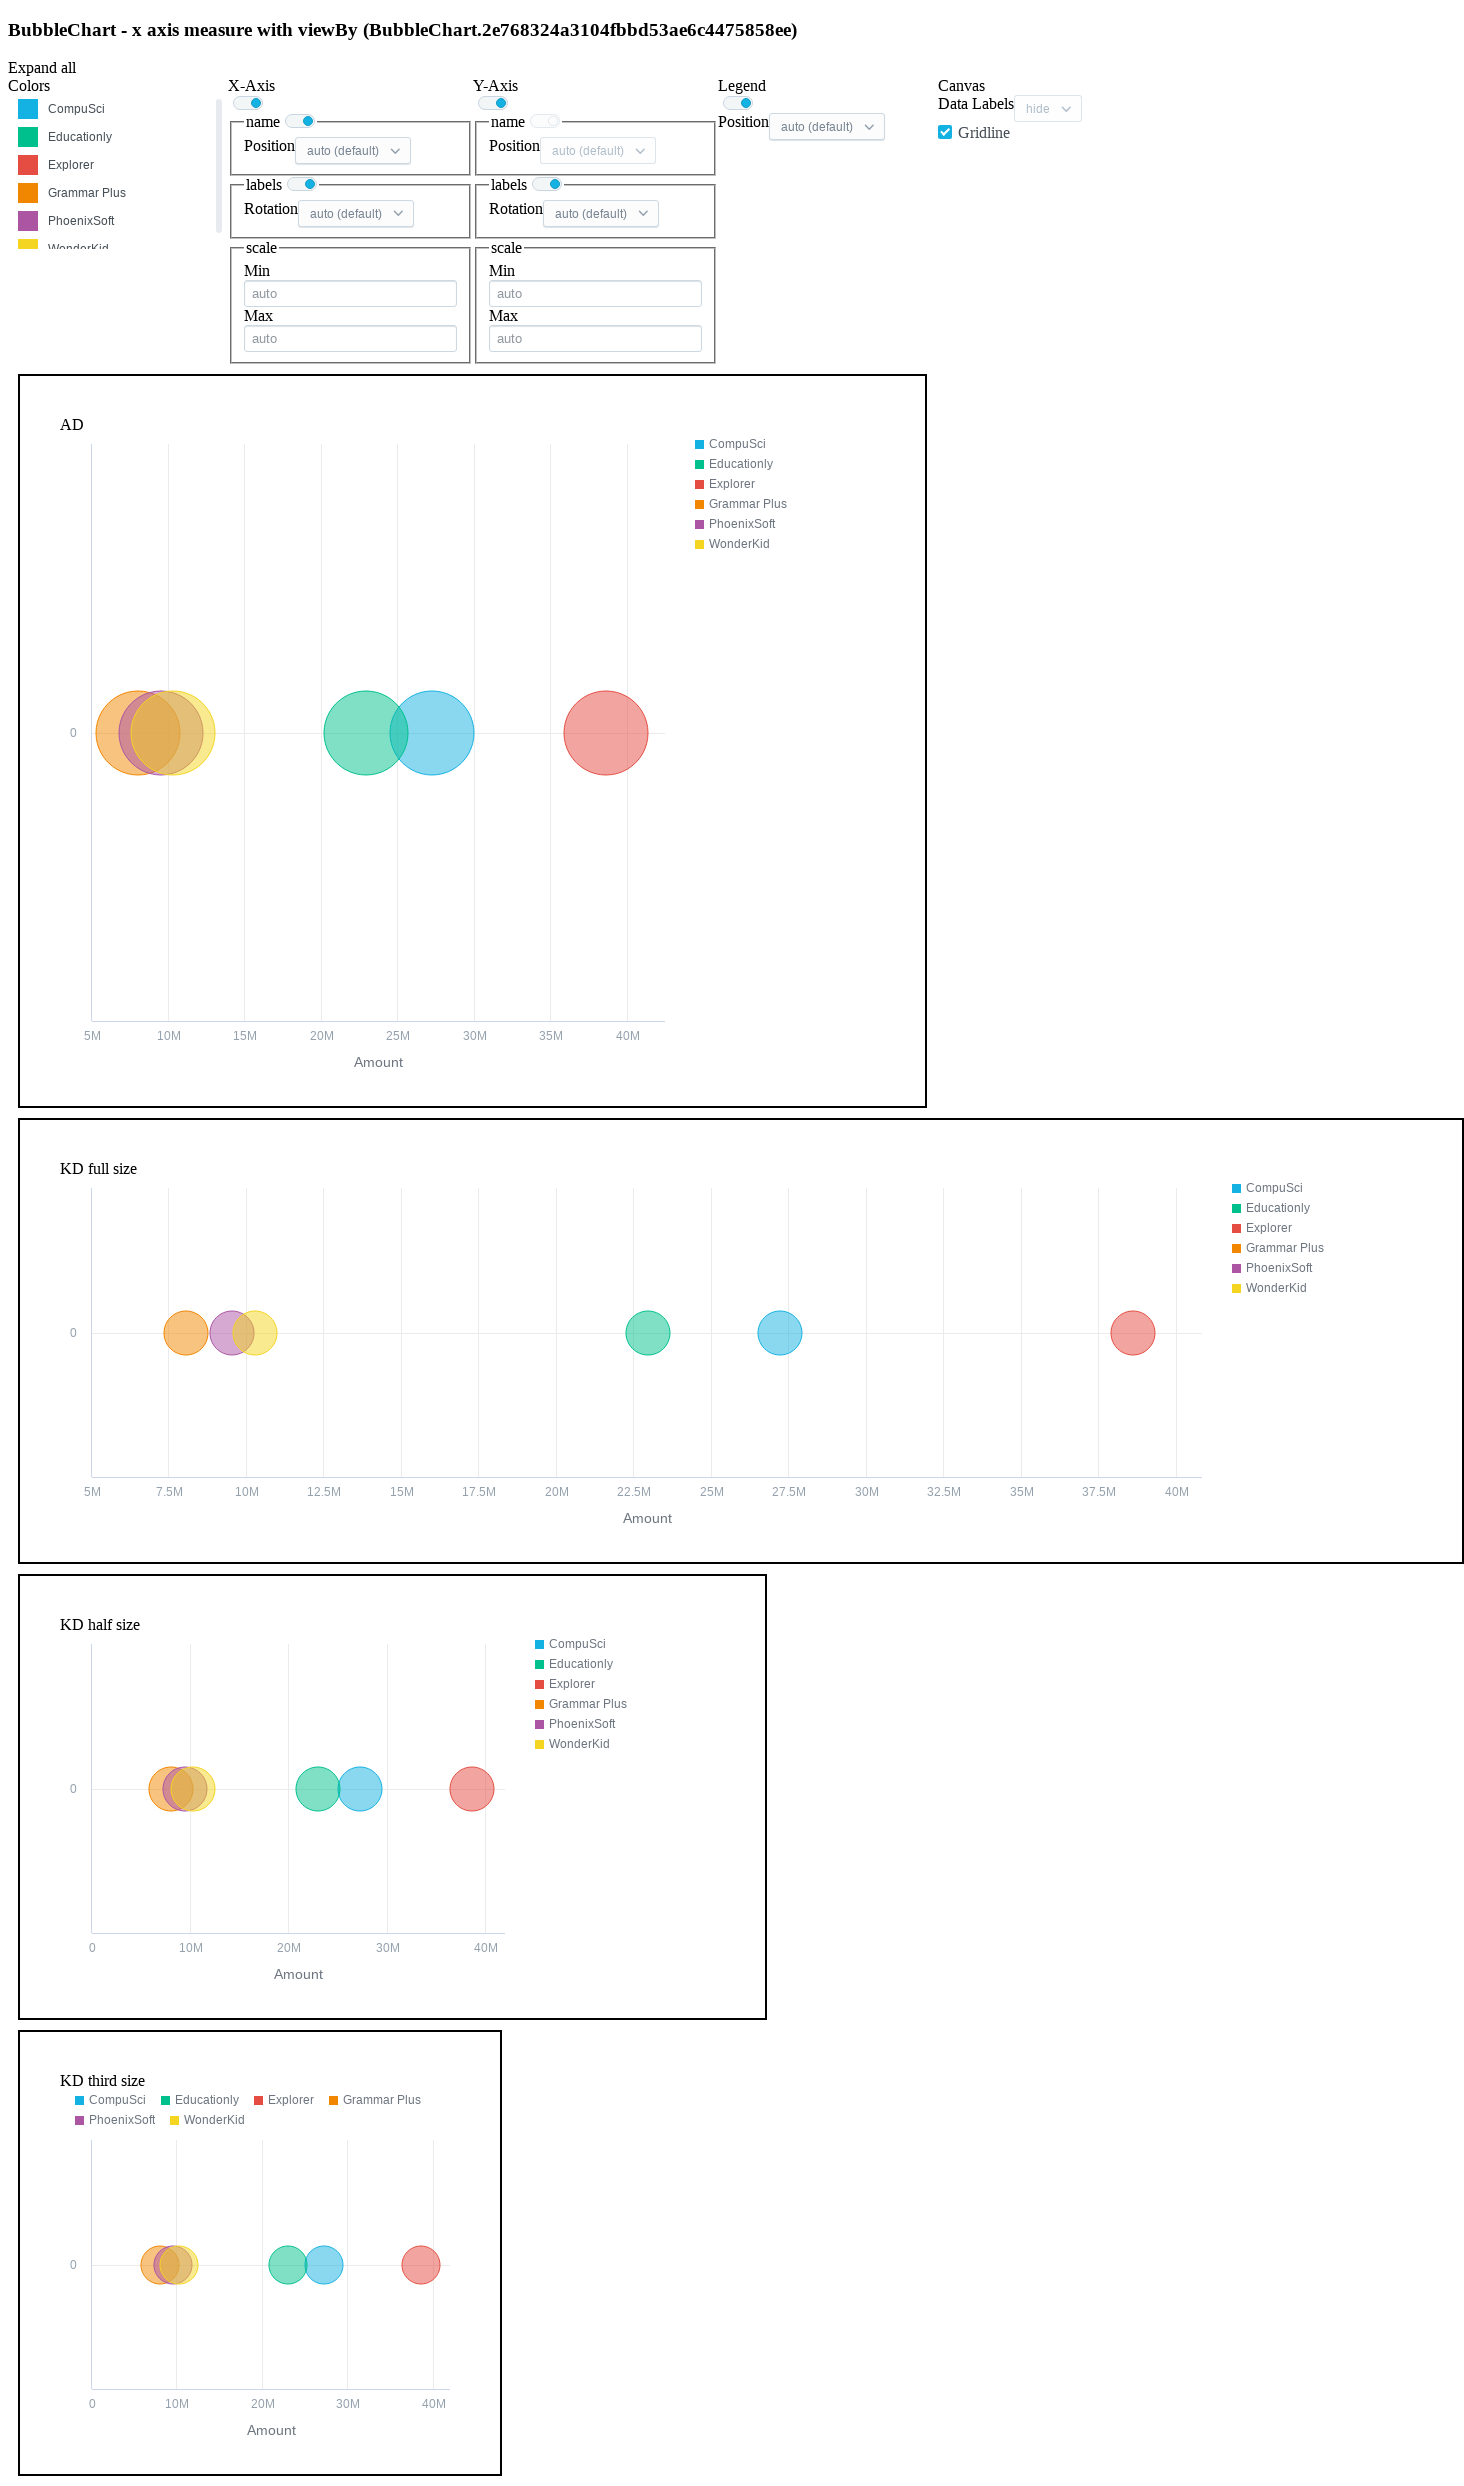 BubbleChart - x axis measure with viewBy (BubbleChart.2e768324a3104fbbd53ae6c4475858ee)
Expand all
Colors
CompuSci
Educationly
Explorer
Grammar Plus
PhoenixSoft
WonderKid
X-Axis
name
Position auto (default)
labels
Rotation auto (default)
scale
Min
auto
Max
auto
Y-Axis
name
Position auto (default)
labels
Rotation auto (default)
scale
Min
auto
Max
auto
Legend
Position auto (default)
Canvas
Data Labels hide
Gridline
AD
CompuSci
Educationly
Explorer
Grammar Plus
PhoenixSoft
WonderKid
0
5M 10M 15M 20M 25M 30M 35M 40M
Amount
KD full size
CompuSci
Educationly
Explorer
Grammar Plus
PhoenixSoft
WonderKid
0
5M 7.5M 10M 12.5M 15M 17.5M 20M 22.5M 25M 27.5M 30M 32.5M 35M 37.5M 40M
Amount
KD half size
CompuSci
Educationly
Explorer
Grammar Plus
PhoenixSoft
WonderKid
0
0 10M 20M 30M 40M
Amount
KD third size
CompuSci Educationly Explorer Grammar Plus
PhoenixSoft WonderKid
0
0 10M 20M 30M 40M
Amount